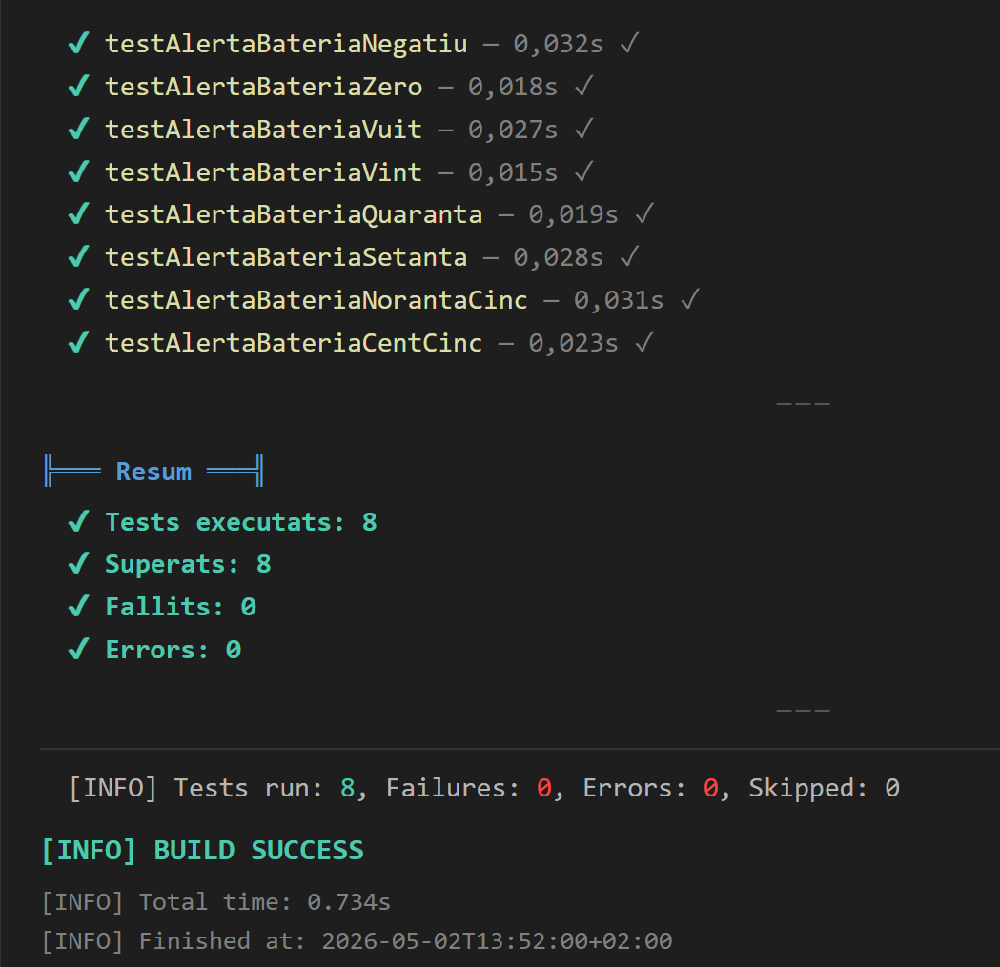 ✔ testAlertaBateriaNegatiu — 0,032s ✓
✔ testAlertaBateriaZero — 0,018s ✓
✔ testAlertaBateriaVuit — 0,027s ✓
✔ testAlertaBateriaVint — 0,015s ✓
✔ testAlertaBateriaQuaranta — 0,019s ✓
✔ testAlertaBateriaSetanta — 0,028s ✓
✔ testAlertaBateriaNorantaCinc — 0,031s ✓
✔ testAlertaBateriaCentCinc — 0,023s ✓
———
╠═══ Resum ═══╣
✔ Tests executats: 8
✔ Superats: 8
✔ Fallits: 0
✔ Errors: 0
———
[INFO] Tests run: 8, Failures: 0, Errors: 0, Skipped: 0
[INFO] BUILD SUCCESS
[INFO] Total time: 0.734s
[INFO] Finished at: 2026-05-02T13:52:00+02:00